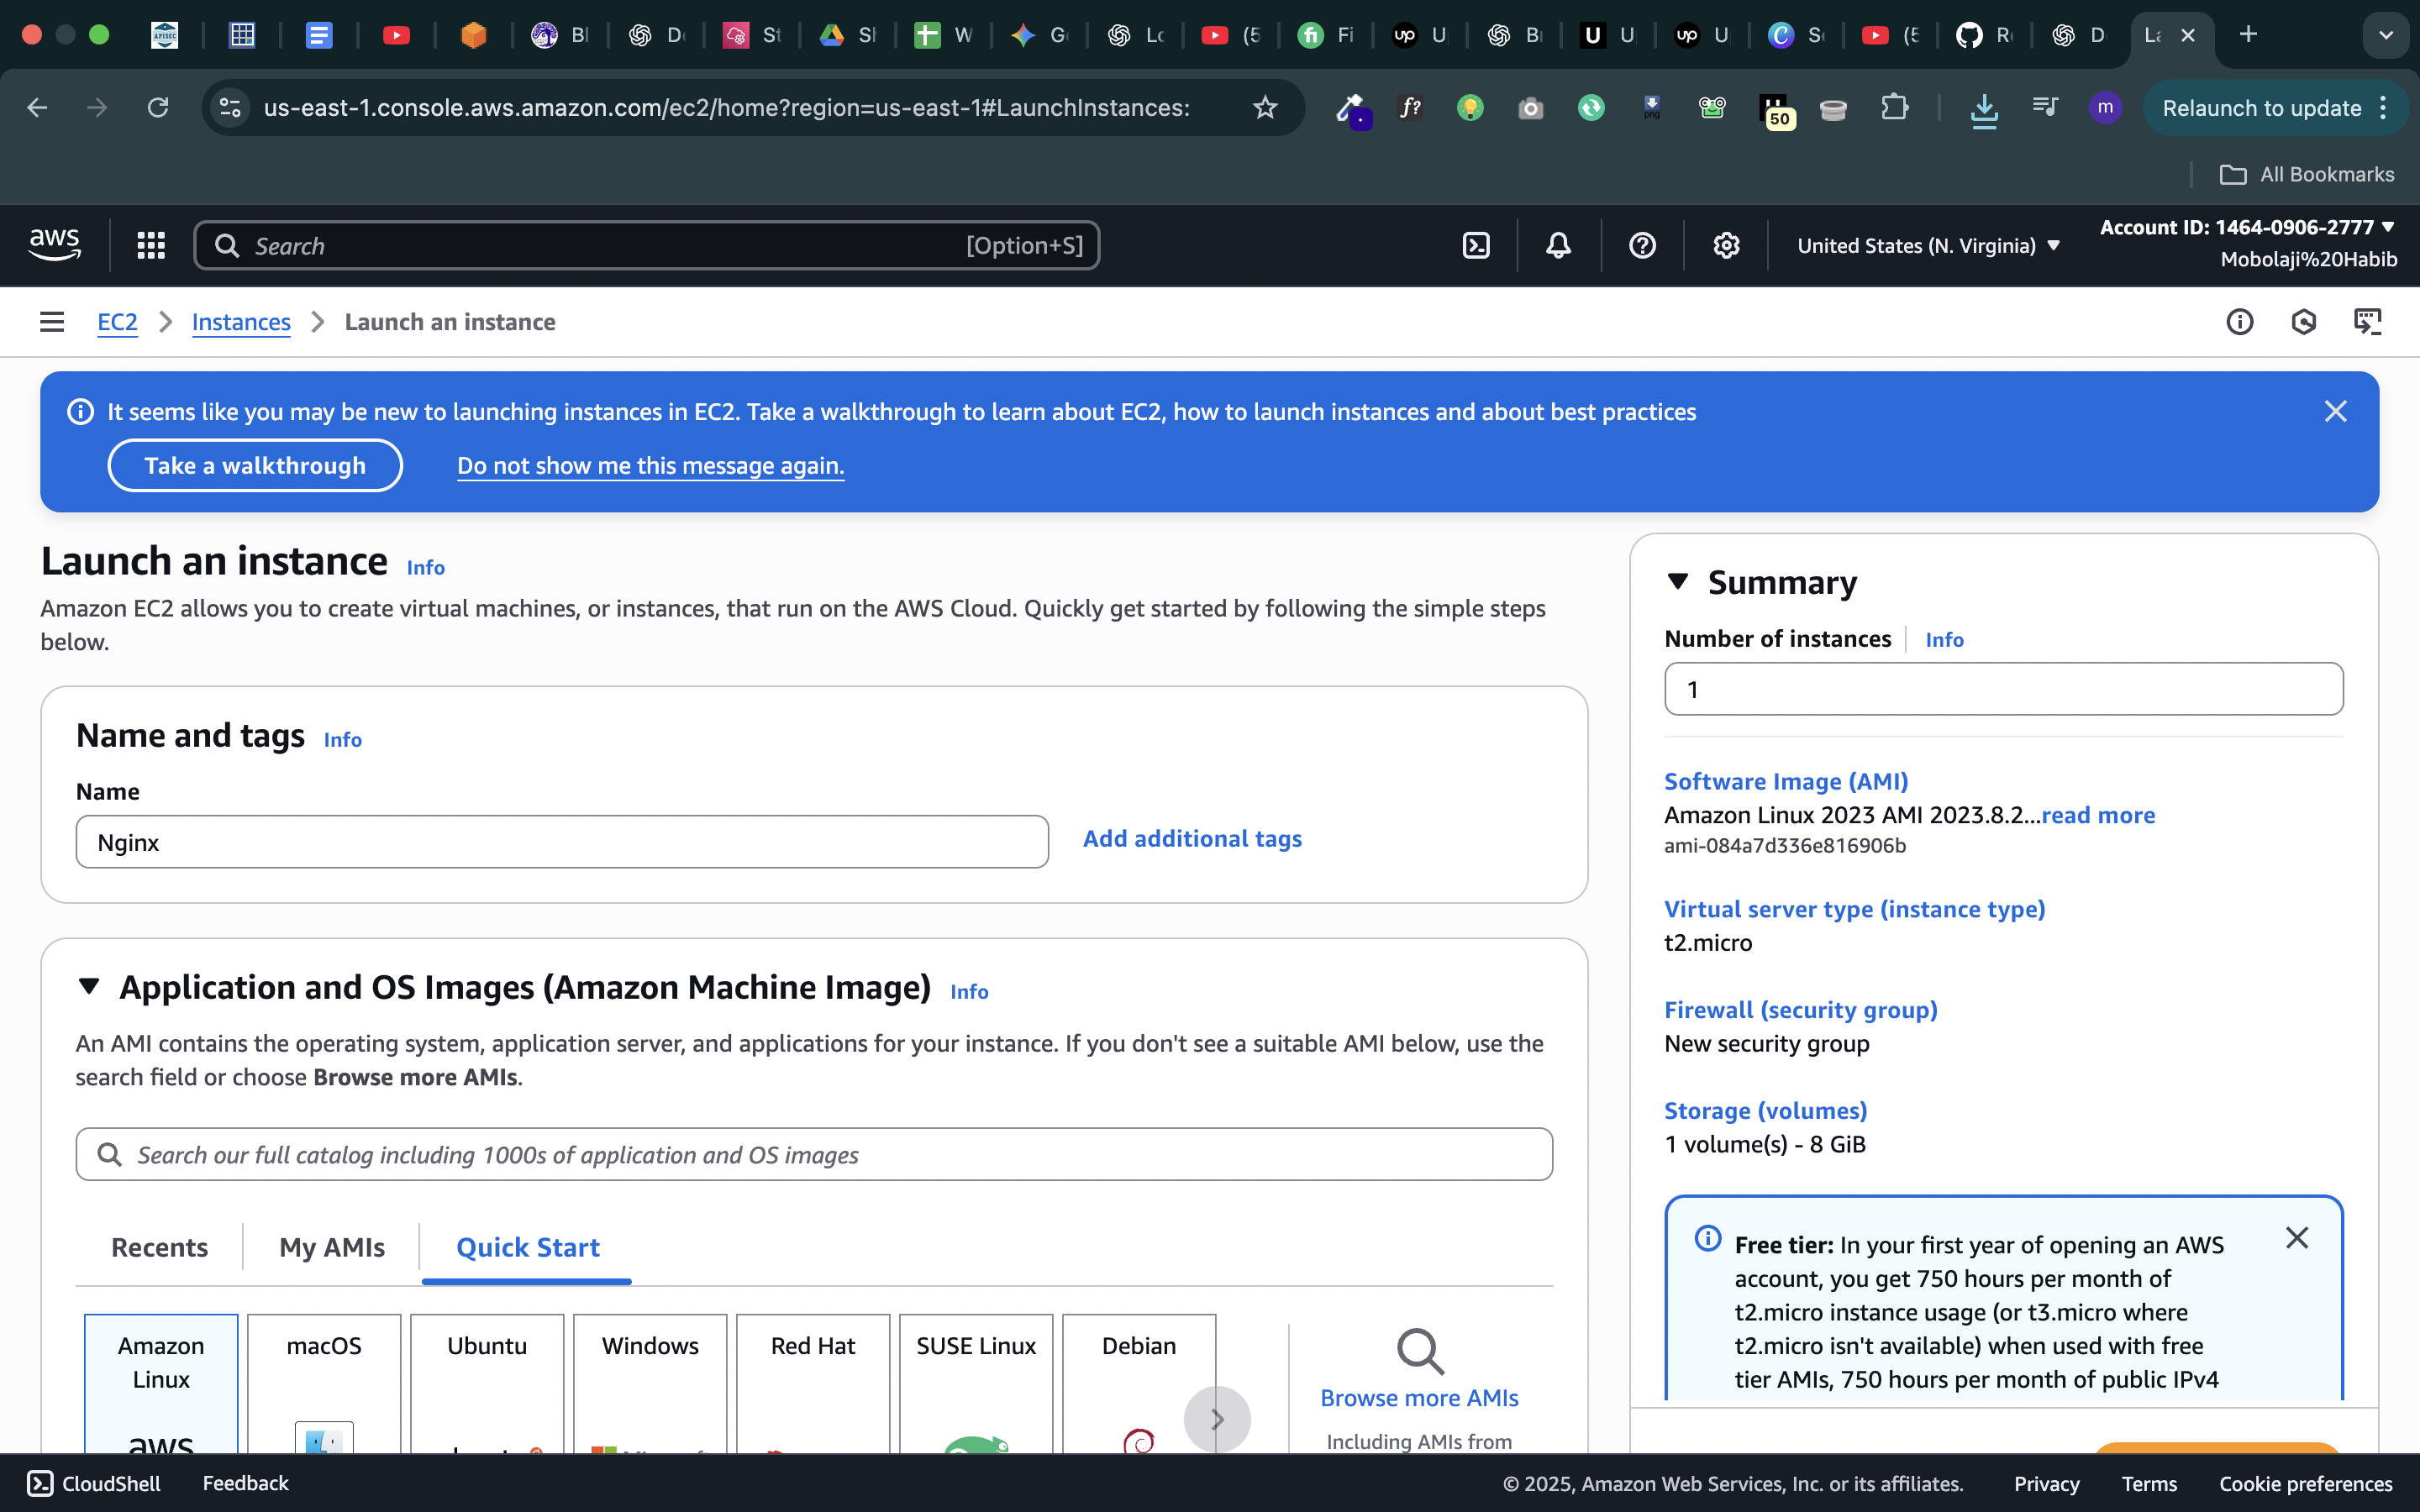 APISEC
Bl
D
St
Sh
W
G
Lo
(5
Fi
U
Br
U
U
U
Se
(5
R
D
La
us-east-1.console.aws.amazon.com/ec2/home?region=us-east-1#LaunchInstances:
f?
png
50
m
Relaunch to update
All Bookmarks
aws
Search
[Option+S]
United States (N. Virginia)
Account ID: 1464-0906-2777
Mobolaji%20Habib
EC2
Instances
Launch an instance
It seems like you may be new to launching instances in EC2. Take a walkthrough to learn about EC2, how to launch instances and about best practices
Take a walkthrough
Do not show me this message again.
Launch an instance Info
Amazon EC2 allows you to create virtual machines, or instances, that run on the AWS Cloud. Quickly get started by following the simple steps
below.
Name and tags Info
Name
Nginx
Add additional tags
Application and OS Images (Amazon Machine Image) Info
An AMI contains the operating system, application server, and applications for your instance. If you don't see a suitable AMI below, use the
search field or choose Browse more AMIs.
Search our full catalog including 1000s of application and OS images
Recents
My AMIs
Quick Start
Amazon
Linux
aws
macOS
Ubuntu
Windows
Red Hat
SUSE Linux
Debian
Browse more AMIs
Including AMIs from
Summary
Number of instances
Info
1
Software Image (AMI)
Amazon Linux 2023 AMI 2023.8.2...read more
ami-084a7d336e816906b
Virtual server type (instance type)
t2.micro
Firewall (security group)
New security group
Storage (volumes)
1 volume(s) - 8 GiB
Free tier: In your first year of opening an AWS
account, you get 750 hours per month of
t2.micro instance usage (or t3.micro where
t2.micro isn't available) when used with free
tier AMIs, 750 hours per month of public IPv4
CloudShell
Feedback
© 2025, Amazon Web Services, Inc. or its affiliates.
Privacy
Terms
Cookie preferences